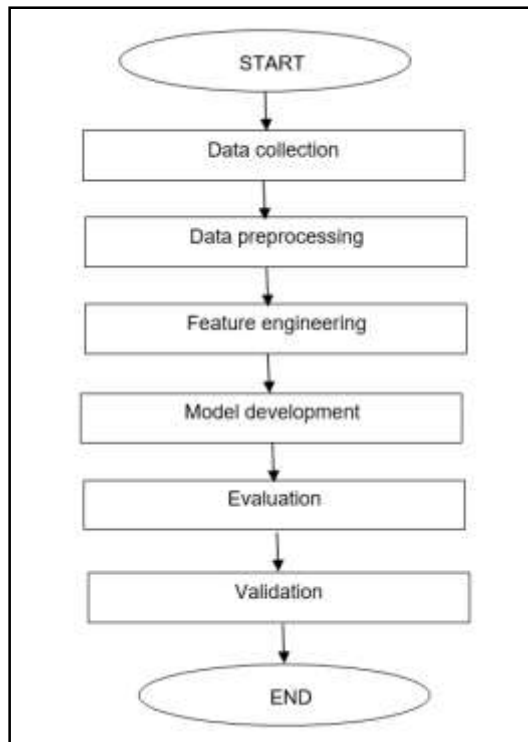 START
Data collection
Data preprocessing
Feature engineering
Model development
Evaluation
Validation
END